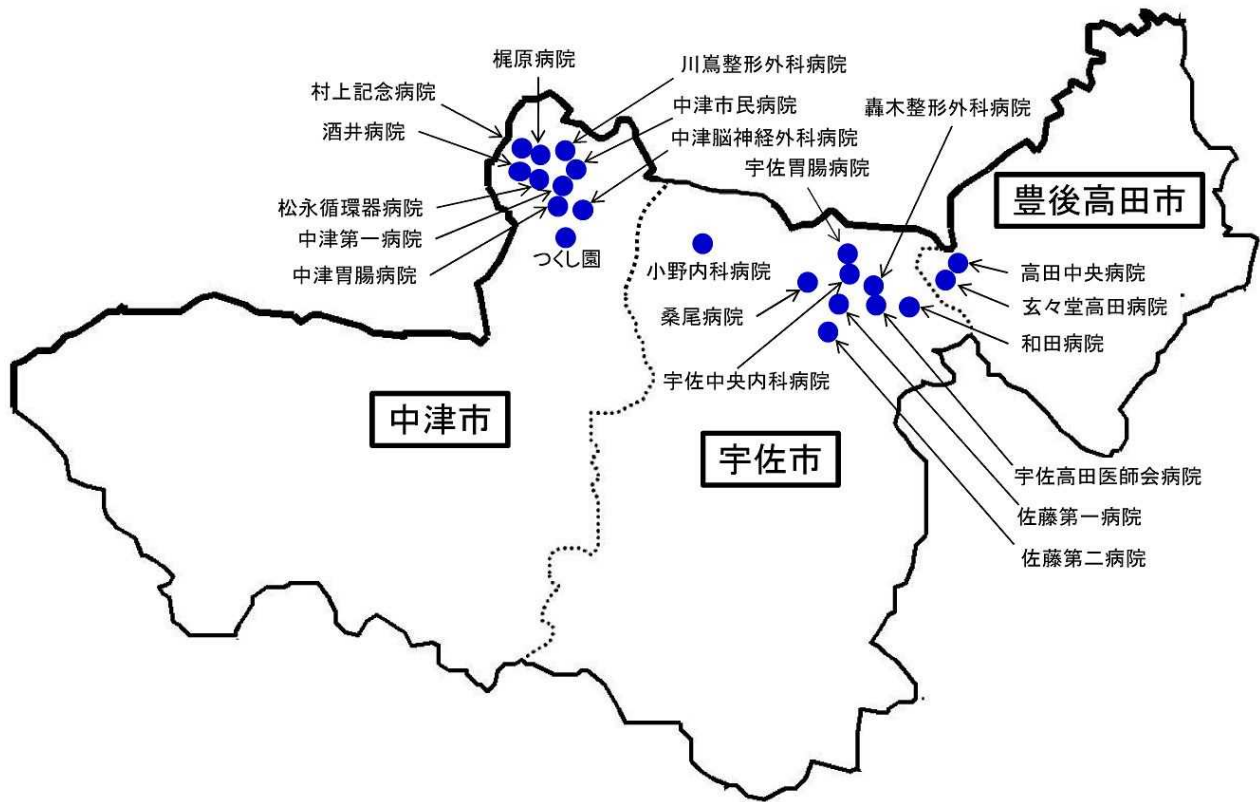 梶原病院
川嶌整形外科病院
村上記念病院
中津市民病院
轟木整形外科病院
酒井病院
中津脳神経外科病院
宇佐胃腸病院
豊後高田市
松永循環器病院
中津第一病院
つくし園
小野内科病院
高田中央病院
中津胃腸病院
玄々堂高田病院
桑尾病院
和田病院
宇佐中央内科病院
中津市
宇佐市
宇佐高田医師会病院
佐藤第一病院
佐藤第二病院